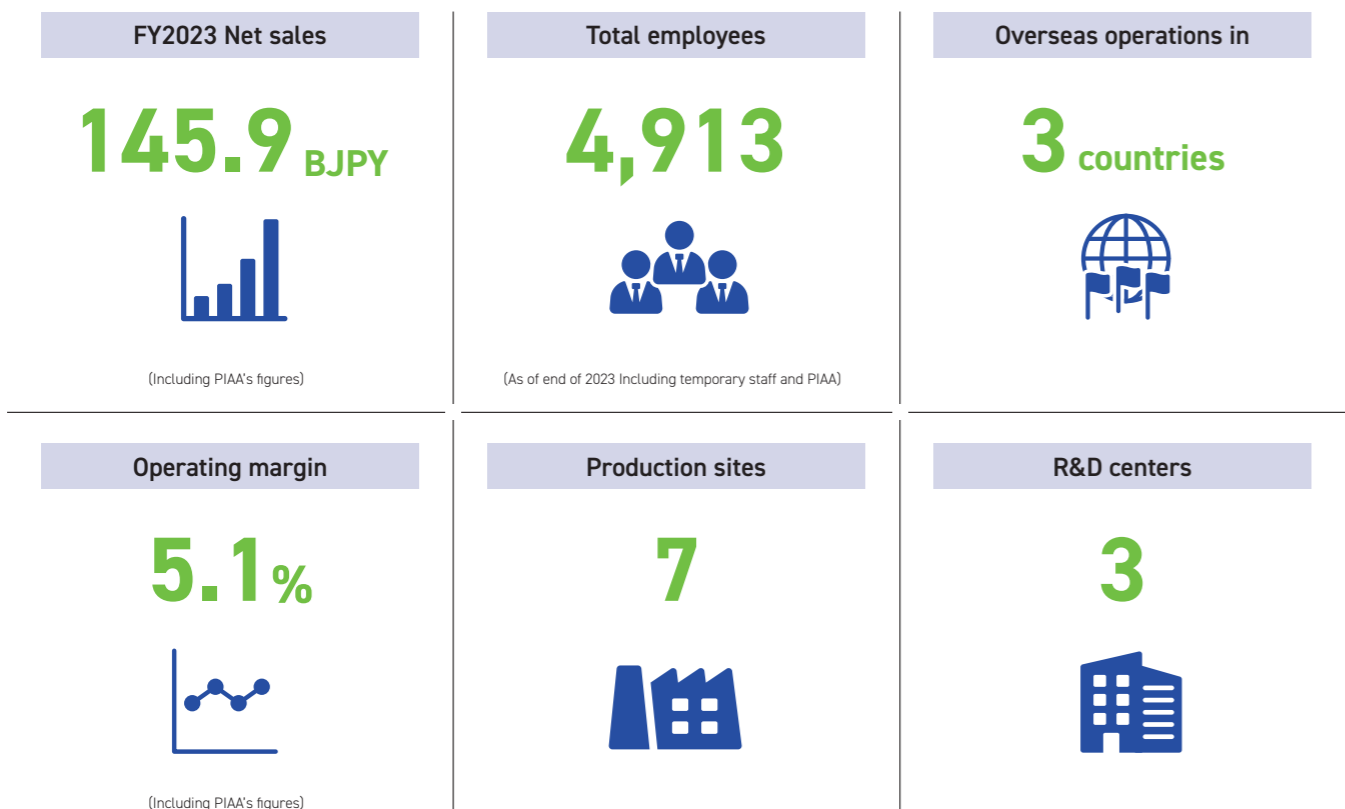 FY2023 Net sales
145.9 BJPY
(Including PIAA's figures)
Total employees
4,913
(As of end of 2023 Including temporary staff and PIAA)
Overseas operations in
3 countries
Operating margin
5.1%
(Including PIAA's figures)
Production sites
7
R&D centers
3